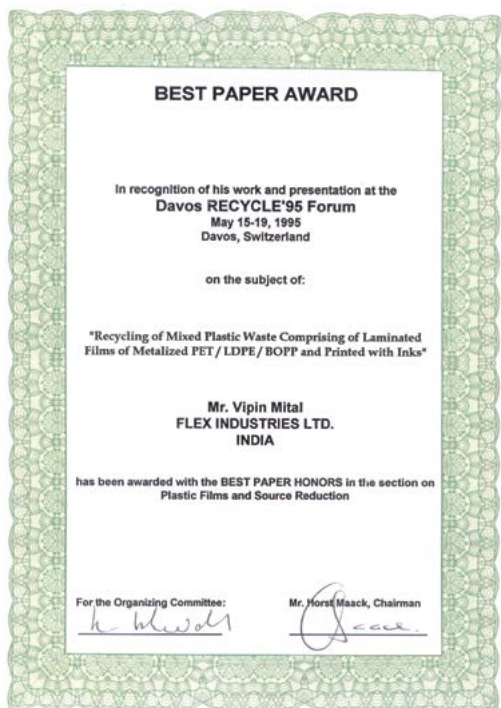 BEST PAPER AWARD
In recognition of his work and presentation at the
Davos RECYCLE'95 Forum
May 15-19, 1995
Davos, Switzerland
on the subject of:
"Recycling of Mixed Plastic Waste Comprising of Laminated
Films of Metalized PET / LDPE / BOPP and Printed with Inks"
Mr. Vipin Mital
FLEX INDUSTRIES LTD.
INDIA
has been awarded with the BEST PAPER HONORS in the section on
Plastic Films and Source Reduction
For the Organizing Committee:
Mr. Horst Maack, Chairman